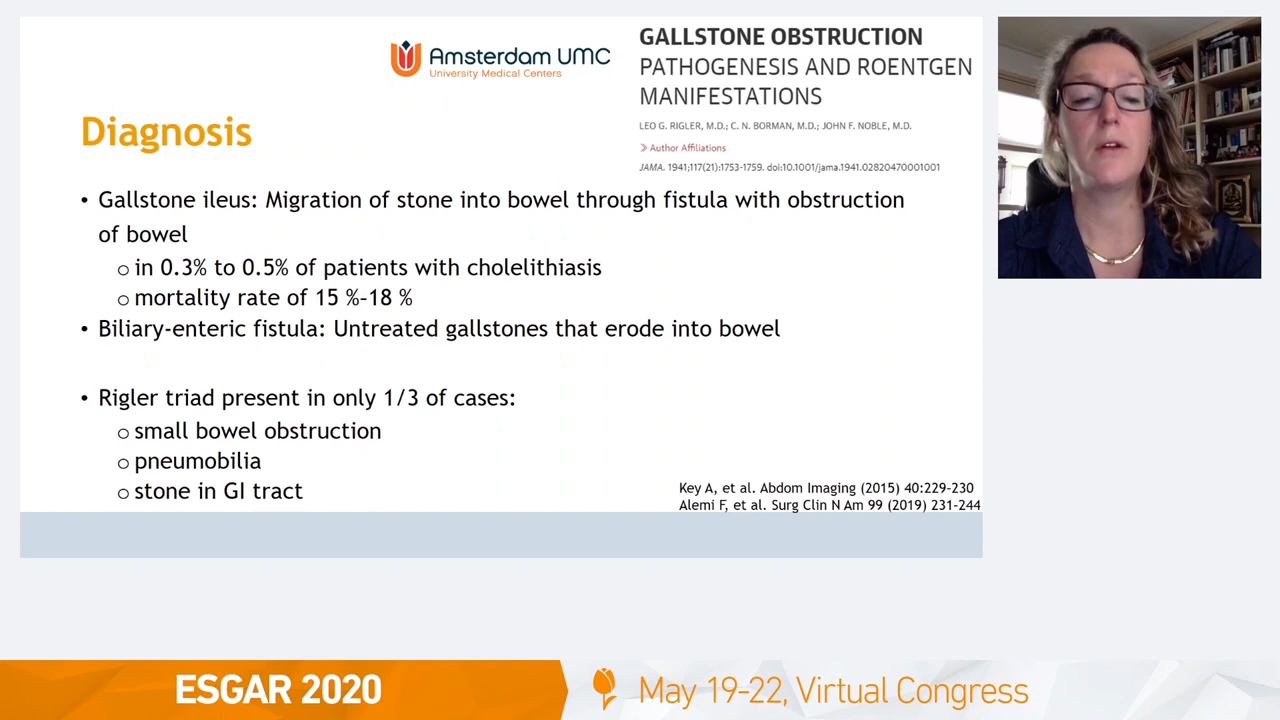 Amsterdam UMC
University Medical Centers
GALLSTONE OBSTRUCTION
PATHOGENESIS AND ROENTGEN
MANIFESTATIONS
LEO G. RIGLER, M.D.; C. N. BORMAN, M.D.; JOHN F. NOBLE, M.D.
» Author Affiliations
JAMA. 1941;117(21):1753-1759. doi:10.1001/jama.1941.02820470001001
Diagnosis
• Gallstone ileus: Migration of stone into bowel through fistula with obstruction
of bowel
o in 0.3% to 0.5% of patients with cholelithiasis
o mortality rate of 15 %–18 %
• Biliary-enteric fistula: Untreated gallstones that erode into bowel
• Rigler triad present in only 1/3 of cases:
o small bowel obstruction
o pneumobilia
o stone in GI tract
Key A, et al. Abdom Imaging (2015) 40:229–230
Alemi F, et al. Surg Clin N Am 99 (2019) 231–244
ESGAR 2020
May 19-22, Virtual Congress